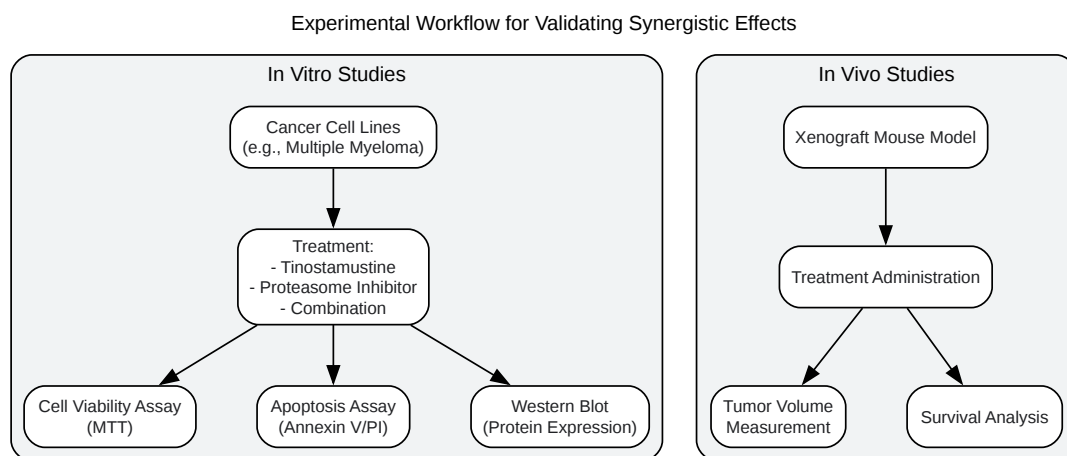 Experimental Workflow for Validating Synergistic Effects
In Vitro Studies
Cancer Cell Lines
(e.g., Multiple Myeloma)
Treatment:
- Tinostamustine
- Proteasome Inhibitor
- Combination
Cell Viability Assay
(MTT)
Apoptosis Assay
(Annexin V/PI)
Western Blot
(Protein Expression)
In Vivo Studies
Xenograft Mouse Model
Treatment Administration
Tumor Volume
Measurement
Survival Analysis